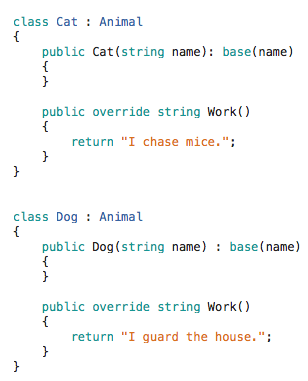 class Cat : Animal
{
    public Cat(string name): base(name)
    {
    }

    public override string Work()
    {
        return "I chase mice.";
    }
}

class Dog : Animal
{
    public Dog(string name) : base(name)
    {
    }

    public override string Work()
    {
        return "I guard the house.";
    }
}